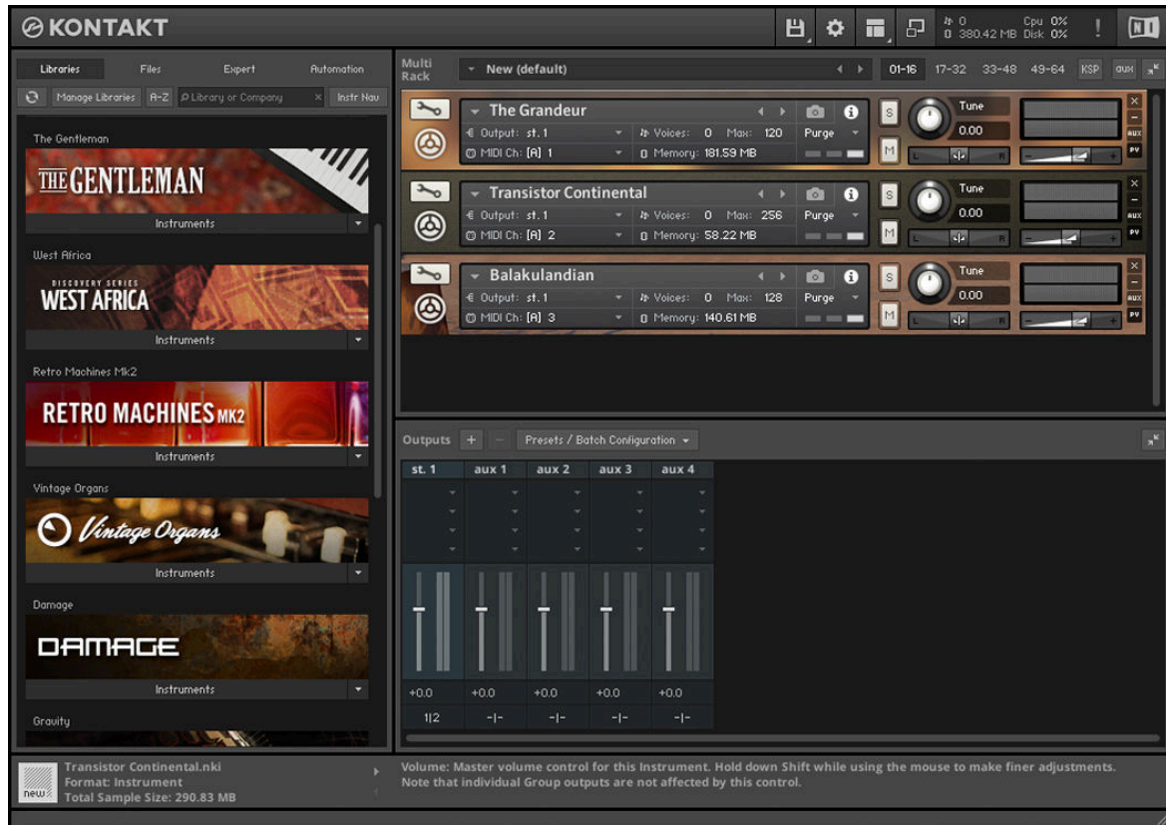 KONTAKT
0
380.42 MB
Cpu 0%
Disk 0%
!
NI
Libraries Files Expert Automation
Manage Libraries A-Z Library or Company × Instr Nav
The Gentleman
THE GENTLEMAN
Instruments
West Africa
DISCOVERY SERIES
WEST AFRICA
Instruments
Retro Machines Mk2
RETRO MACHINES MK2
Instruments
Vintage Organs
Vintage Organs
Instruments
Damage
DAMAGE
Instruments
Gravity
Multi Rack
New (default)
01-16 17-32 33-48 49-64 KSP aux
The Grandeur
Output: st. 1 Voices: 0 Max: 120 Purge
MIDI Ch: [A] 1 Memory: 181.59 MB
S
M
Tune
0.00
L R
- +
×
-
AUX
PV
Transistor Continental
Output: st. 1 Voices: 0 Max: 256 Purge
MIDI Ch: [A] 2 Memory: 58.22 MB
S
M
Tune
0.00
L R
- +
×
-
AUX
PV
Balakulandian
Output: st. 1 Voices: 0 Max: 128 Purge
MIDI Ch: [A] 3 Memory: 140.61 MB
S
M
Tune
0.00
L R
- +
×
-
AUX
PV
Outputs + - Presets / Batch Configuration
st. 1 aux 1 aux 2 aux 3 aux 4
+0.0 +0.0 +0.0 +0.0 +0.0
1|2 -|- -|- -|- -|-
new
Transistor Continental.nki
Format: Instrument
Total Sample Size: 290.83 MB
Volume: Master volume control for this Instrument. Hold down Shift while using the mouse to make finer adjustments.
Note that individual Group outputs are not affected by this control.